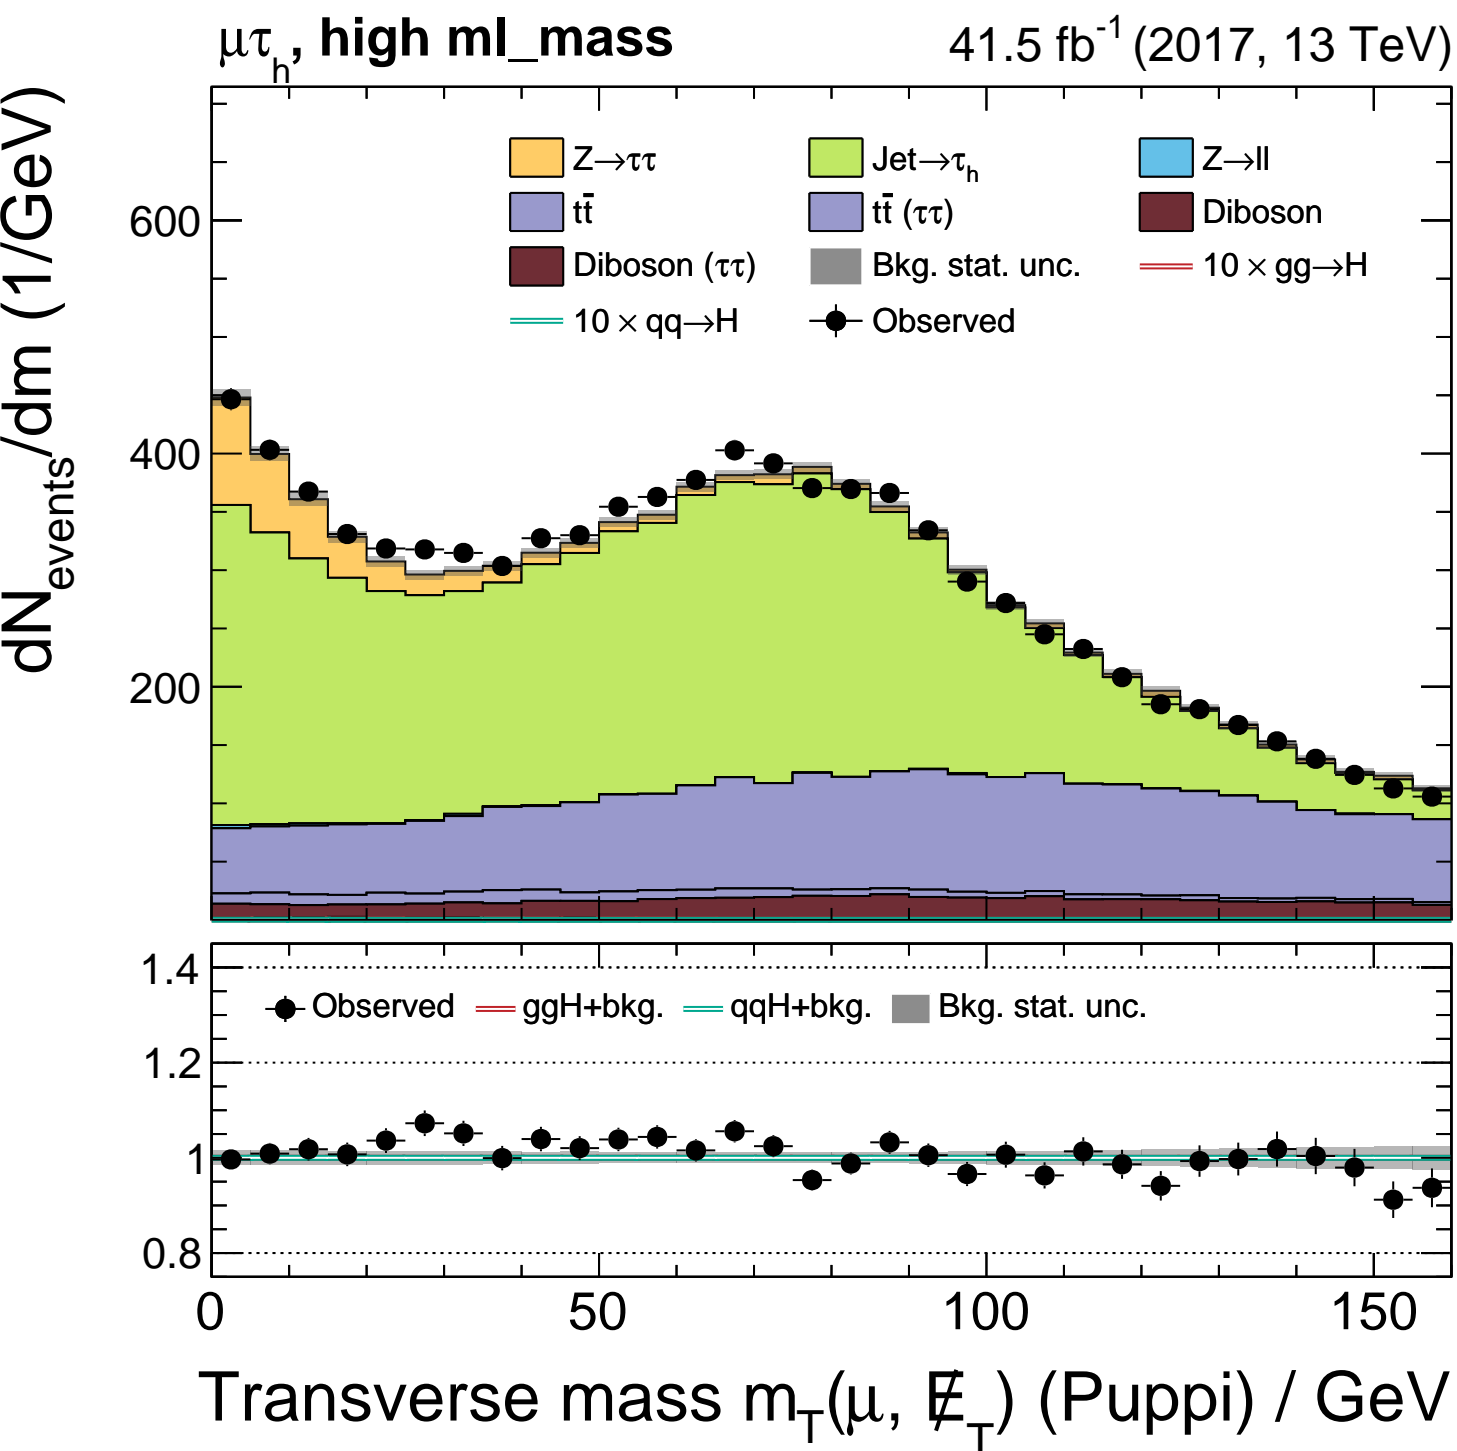 μτh, high ml_mass
41.5 fb-1 (2017, 13 TeV)
dNevents/dm (1/GeV)
Z→ττ
Jet→τh
Z→ll
tt̄
tt̄ (ττ)
Diboson
Diboson (ττ)
Bkg. stat. unc.
10 × gg→H
10 × qq→H
Observed
600
400
200
1.4
Observed
ggH+bkg.
qqH+bkg.
Bkg. stat. unc.
1.2
1
0.8
0
50
100
150
Transverse mass mT(μ, E̸T) (Puppi) / GeV